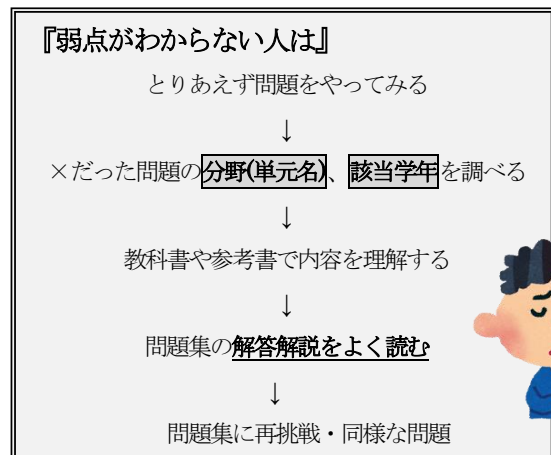 『弱点がわからない人は』
とりあえず問題をやってみる
↓
×だった問題の分野(単元名)、該当学年を調べる
↓
教科書や参考書で内容を理解する
↓
問題集の解答解説をよく読む
↓
問題集に再挑戦・同様な問題